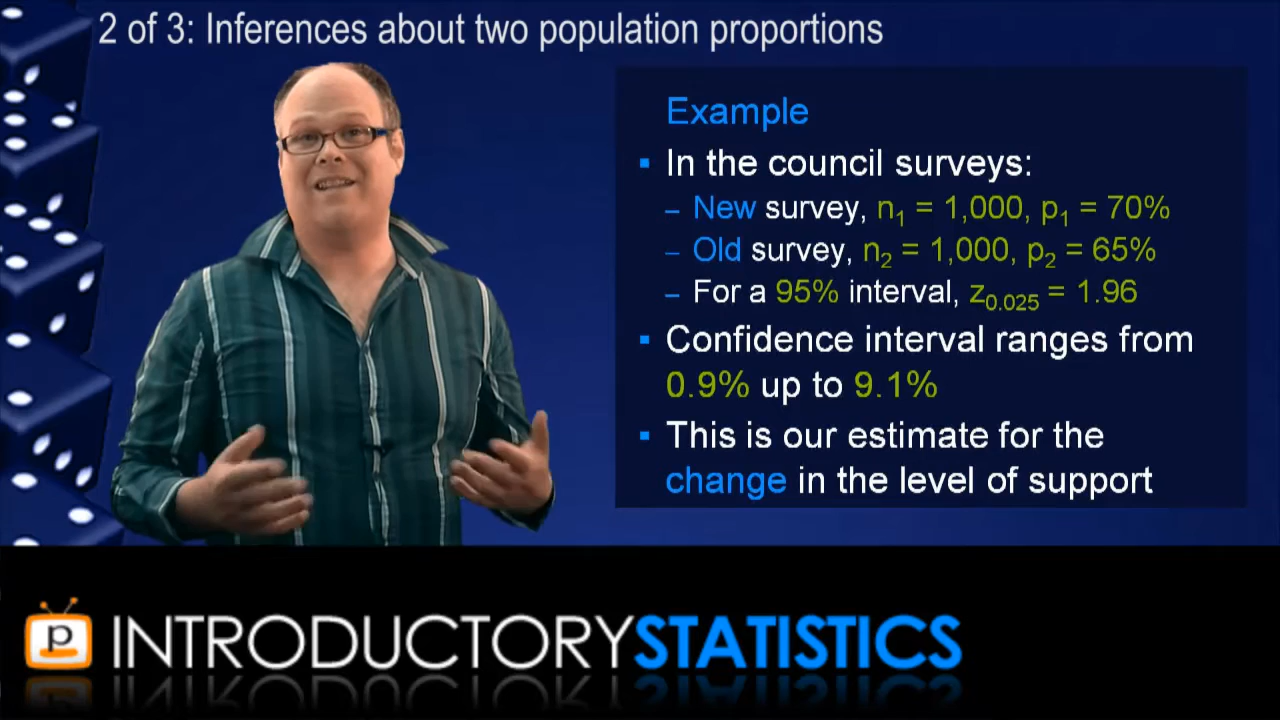 2 of 3: Inferences about two population proportions
Example
▪ In the council surveys:
– New survey, n₁ = 1,000, p₁ = 70%
– Old survey, n₂ = 1,000, p₂ = 65%
– For a 95% interval, z₀.₀₂₅ = 1.96
▪ Confidence interval ranges from
0.9% up to 9.1%
▪ This is our estimate for the
change in the level of support
p INTRODUCTORYSTATISTICS